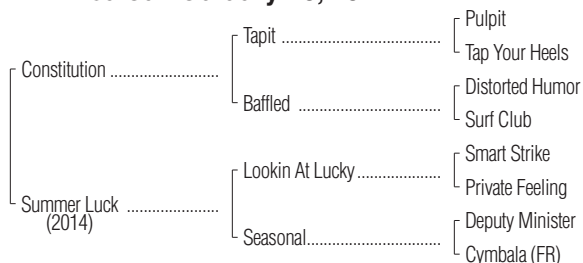 Pulpit
Tapit ..............................
Tap Your Heels
Constitution ............................
Distorted Humor
Baffled ..........................
Surf Club
Smart Strike
Lookin At Lucky .................
Private Feeling
Summer Luck .......................
(2014)
Deputy Minister
Seasonal.........................
Cymbala (FR)